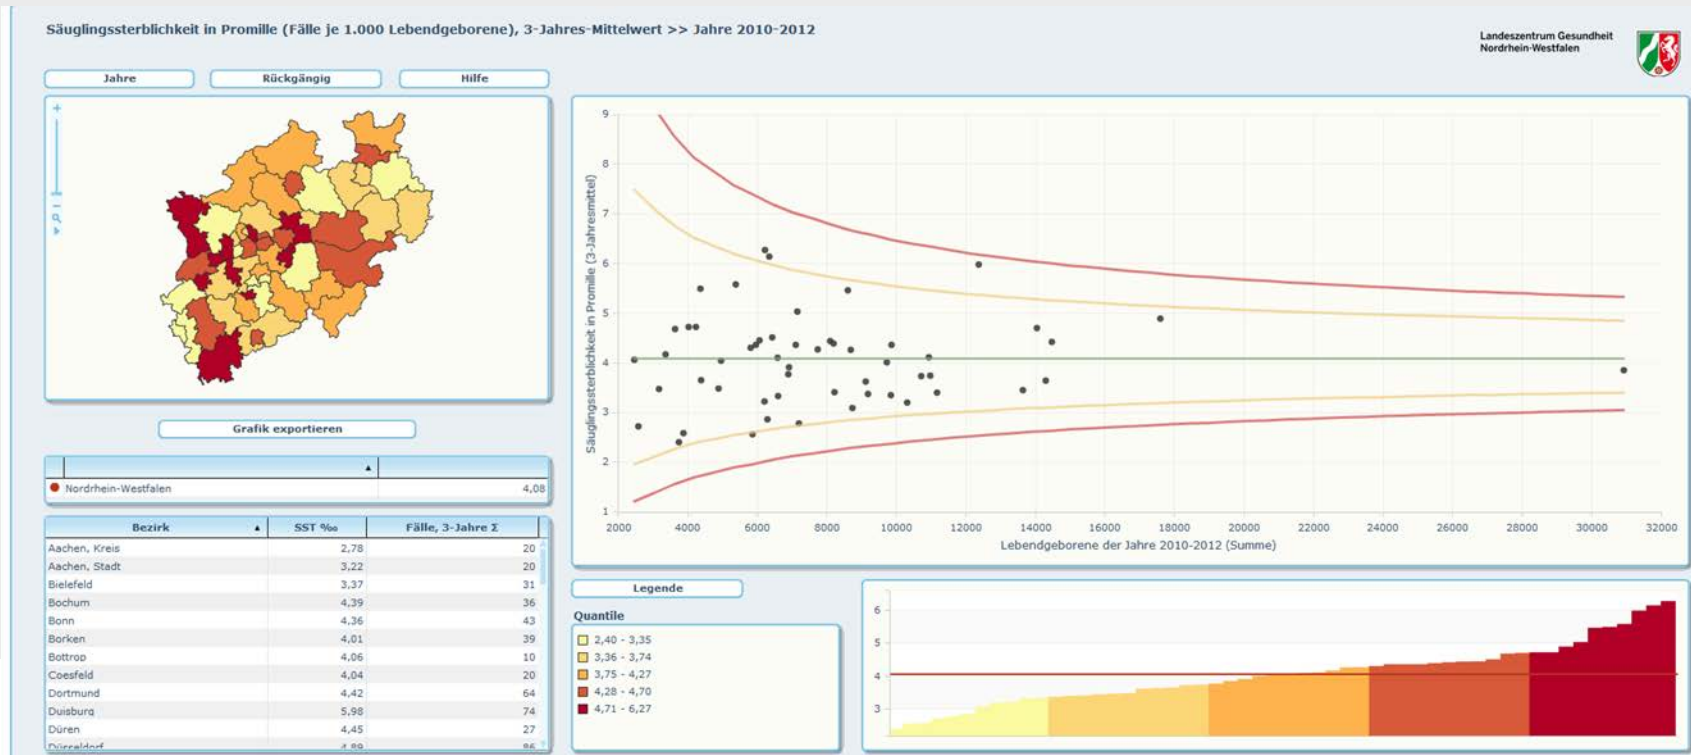 Säuglingssterblichkeit in Promille (Fälle je 1.000 Lebendgeborene), 3-Jahres-Mittelwert >> Jahre 2010-2012
Landeszentrum Gesundheit
Nordrhein-Westfalen
Jahre
Rückgängig
Hilfe
Grafik exportieren
Nordrhein-Westfalen 4,08
Bezirk SST ‰ Fälle, 3-Jahre Σ
Aachen, Kreis 2,78 20
Aachen, Stadt 3,22 20
Bielefeld 3,37 31
Bochum 4,39 36
Bonn 4,36 43
Borken 4,01 39
Bottrop 4,06 10
Coesfeld 4,04 20
Dortmund 4,42 64
Duisburg 5,98 74
Düren 4,45 27
Düsseldorf 4,89 86
Säuglingssterblichkeit in Promille (3-Jahresmittel)
9
8
7
6
5
4
3
2
1
2000 4000 6000 8000 10000 12000 14000 16000 18000 20000 22000 24000 26000 28000 30000 32000
Lebendgeborene der Jahre 2010-2012 (Summe)
Legende
Quantile
2,40 - 3,35
3,36 - 3,74
3,75 - 4,27
4,28 - 4,70
4,71 - 6,27
6
5
4
3